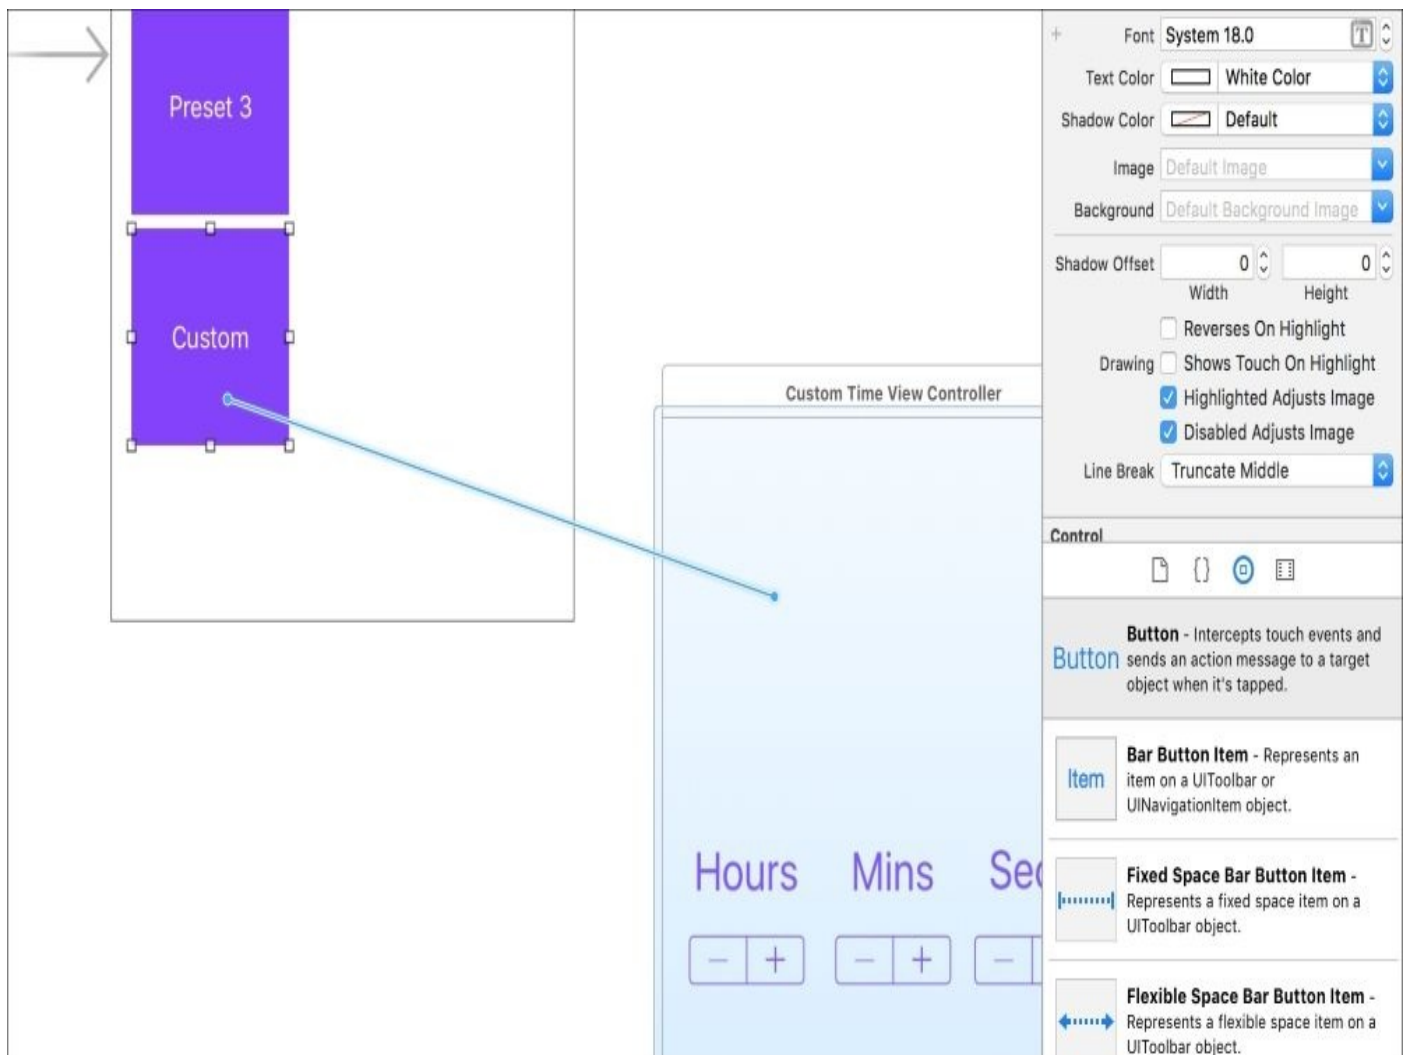 Preset 3
Custom
Custom Time View Controller
Hours Mins Sec
− + − + −
+ Font System 18.0 T
Text Color White Color
Shadow Color Default
Image Default Image
Background Default Background Image
Shadow Offset 0 0
Width Height
Reverses On Highlight
Drawing Shows Touch On Highlight
Highlighted Adjusts Image
Disabled Adjusts Image
Line Break Truncate Middle
Control
{}
Button
Button - Intercepts touch events and
sends an action message to a target
object when it's tapped.
Item
Bar Button Item - Represents an
item on a UIToolbar or
UINavigationItem object.
Fixed Space Bar Button Item -
Represents a fixed space item on a
UIToolbar object.
Flexible Space Bar Button Item -
Represents a flexible space item on a
UIToolbar object.